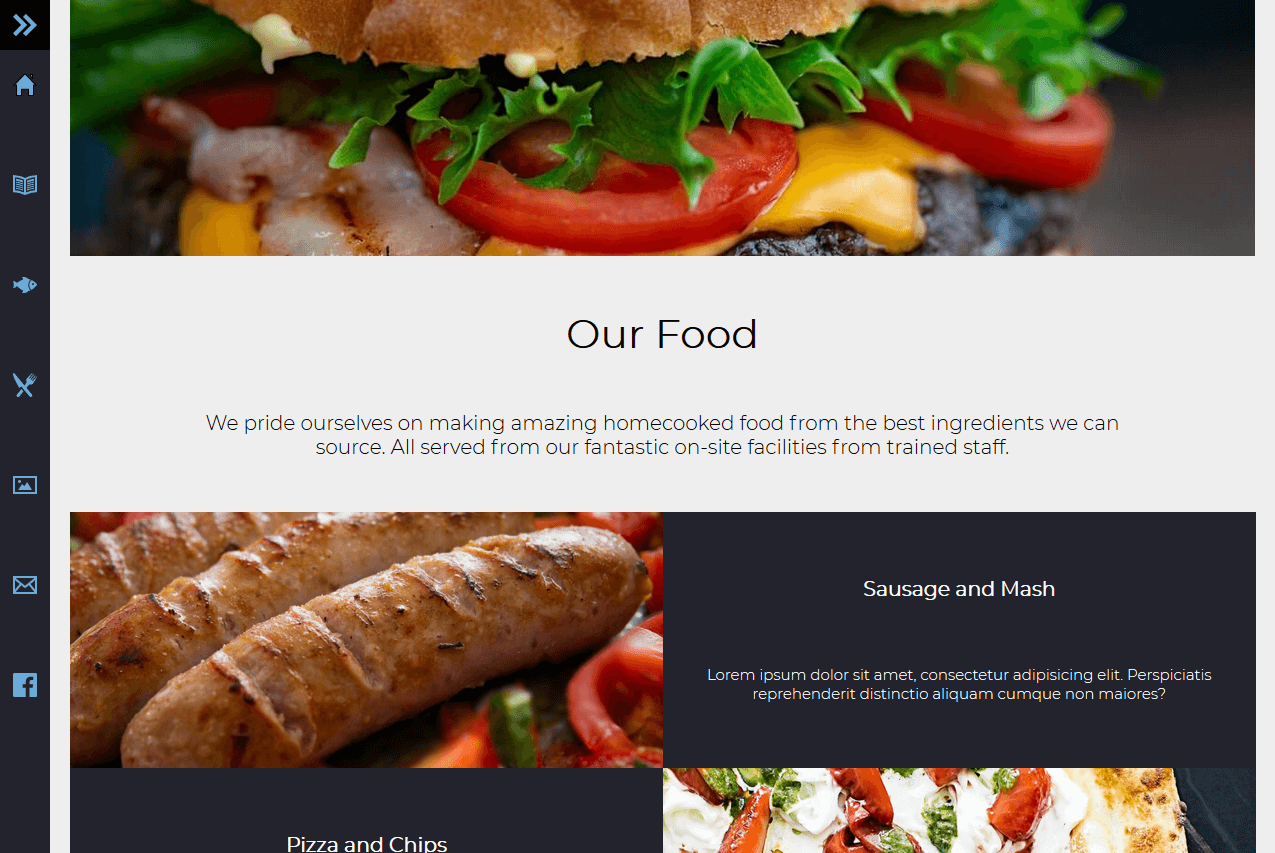 Our Food
We pride ourselves on making amazing homecooked food from the best ingredients we can
source. All served from our fantastic on-site facilities from trained staff.
Sausage and Mash
Lorem ipsum dolor sit amet, consectetur adipisicing elit. Perspiciatis
reprehenderit distinctio aliquam cumque non maiores?
Pizza and Chips